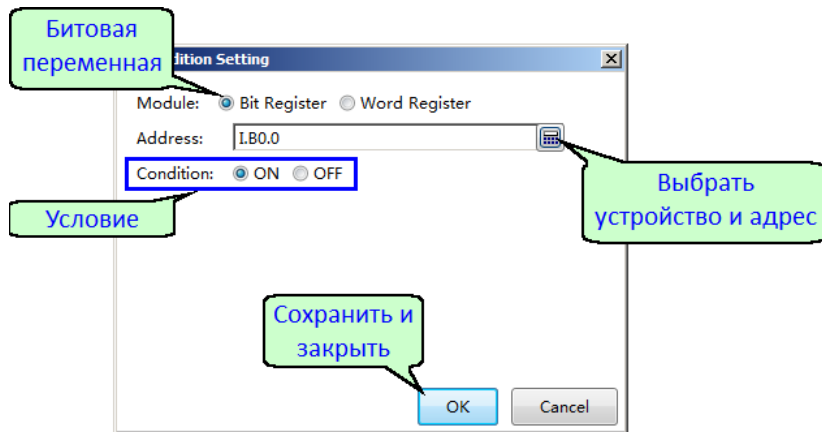 Битовая
переменная
dition Setting
Module: Bit Register Word Register
Address: I.B0.0
Condition: ON OFF
Выбрать
устройство и адрес
Условие
Сохранить и
закрыть
OK Cancel